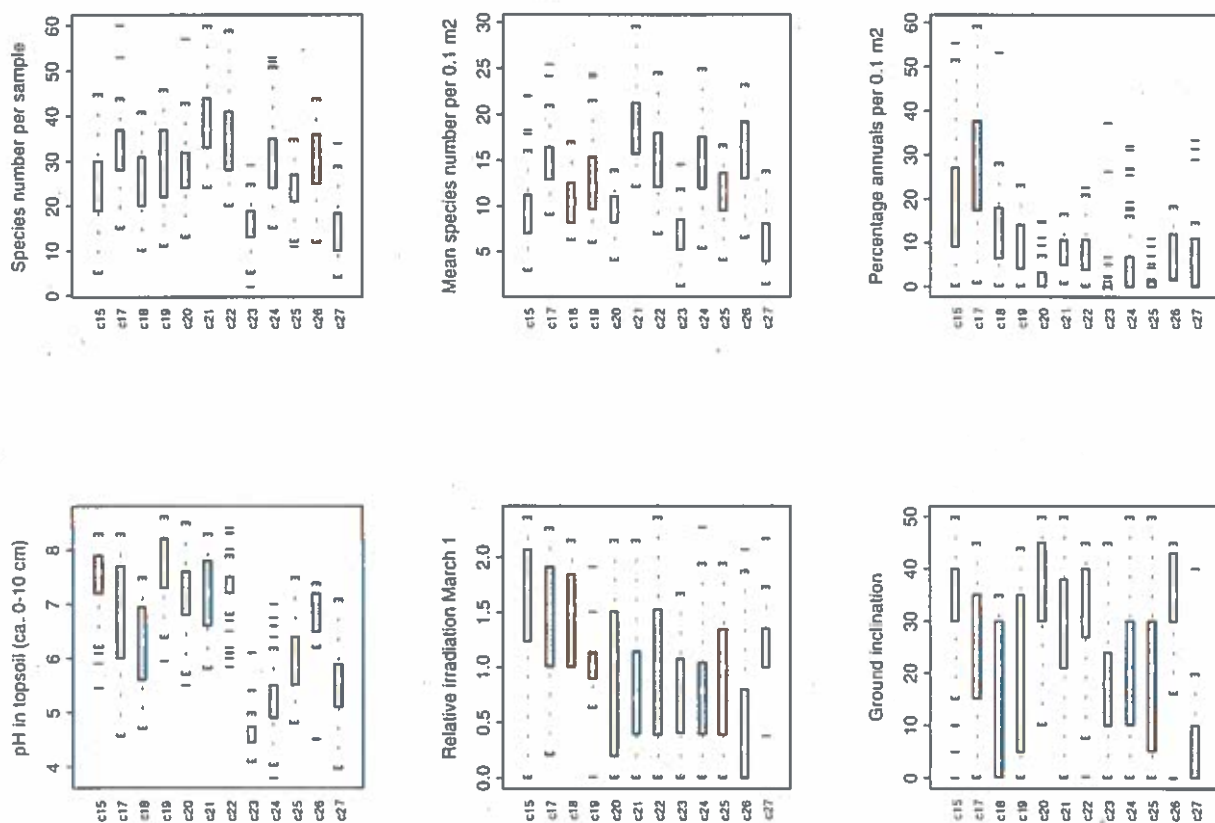 Species number per sample
0 10 20 30 40 50 60
c15
c17
c18
c19
c20
c21
c22
c23
c24
c25
c26
c27
Mean species number per 0.1 m2
5 10 15 20 25 30
c15
c17
c18
c19
c20
c21
c22
c23
c24
c25
c26
c27
Percentage annuals per 0.1 m2
0 10 20 30 40 50 60
c15
c17
c18
c19
c20
c21
c22
c23
c24
c25
c26
c27
pH in topsoil (ca. 0-10 cm)
4 5 6 7 8
c15
c17
c18
c19
c20
c21
c22
c23
c24
c25
c26
c27
Relative irradiation March 1
0.0 0.5 1.0 1.5 2.0
c15
c17
c18
c19
c20
c21
c22
c23
c24
c25
c26
c27
Ground inclination
0 10 20 30 40 50
c15
c17
c18
c19
c20
c21
c22
c23
c24
c25
c26
c27